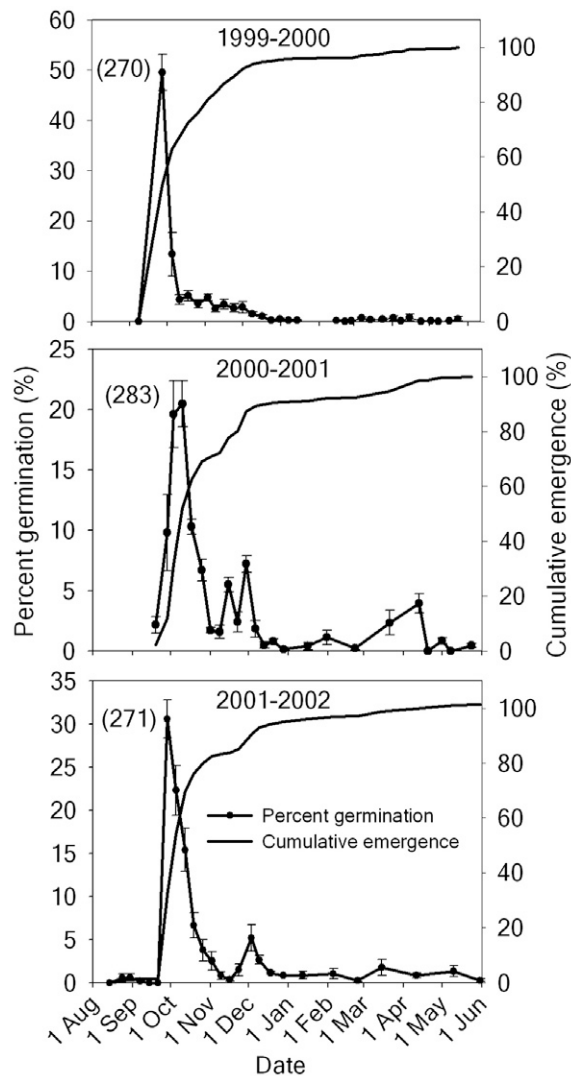 1999-2000
(270)
60
50
40
30
20
10
0
100
80
60
40
20
0
2000-2001
(283)
25
20
15
10
5
0
100
80
60
40
20
0
2001-2002
(271)
35
30
25
20
15
10
5
0
100
80
60
40
20
0
Percent germination
Cumulative emergence
Percent germination (%)
Cumulative emergence (%)
1 Aug
1 Sep
1 Oct
1 Nov
1 Dec
1 Jan
1 Feb
1 Mar
1 Apr
1 May
1 Jun
Date